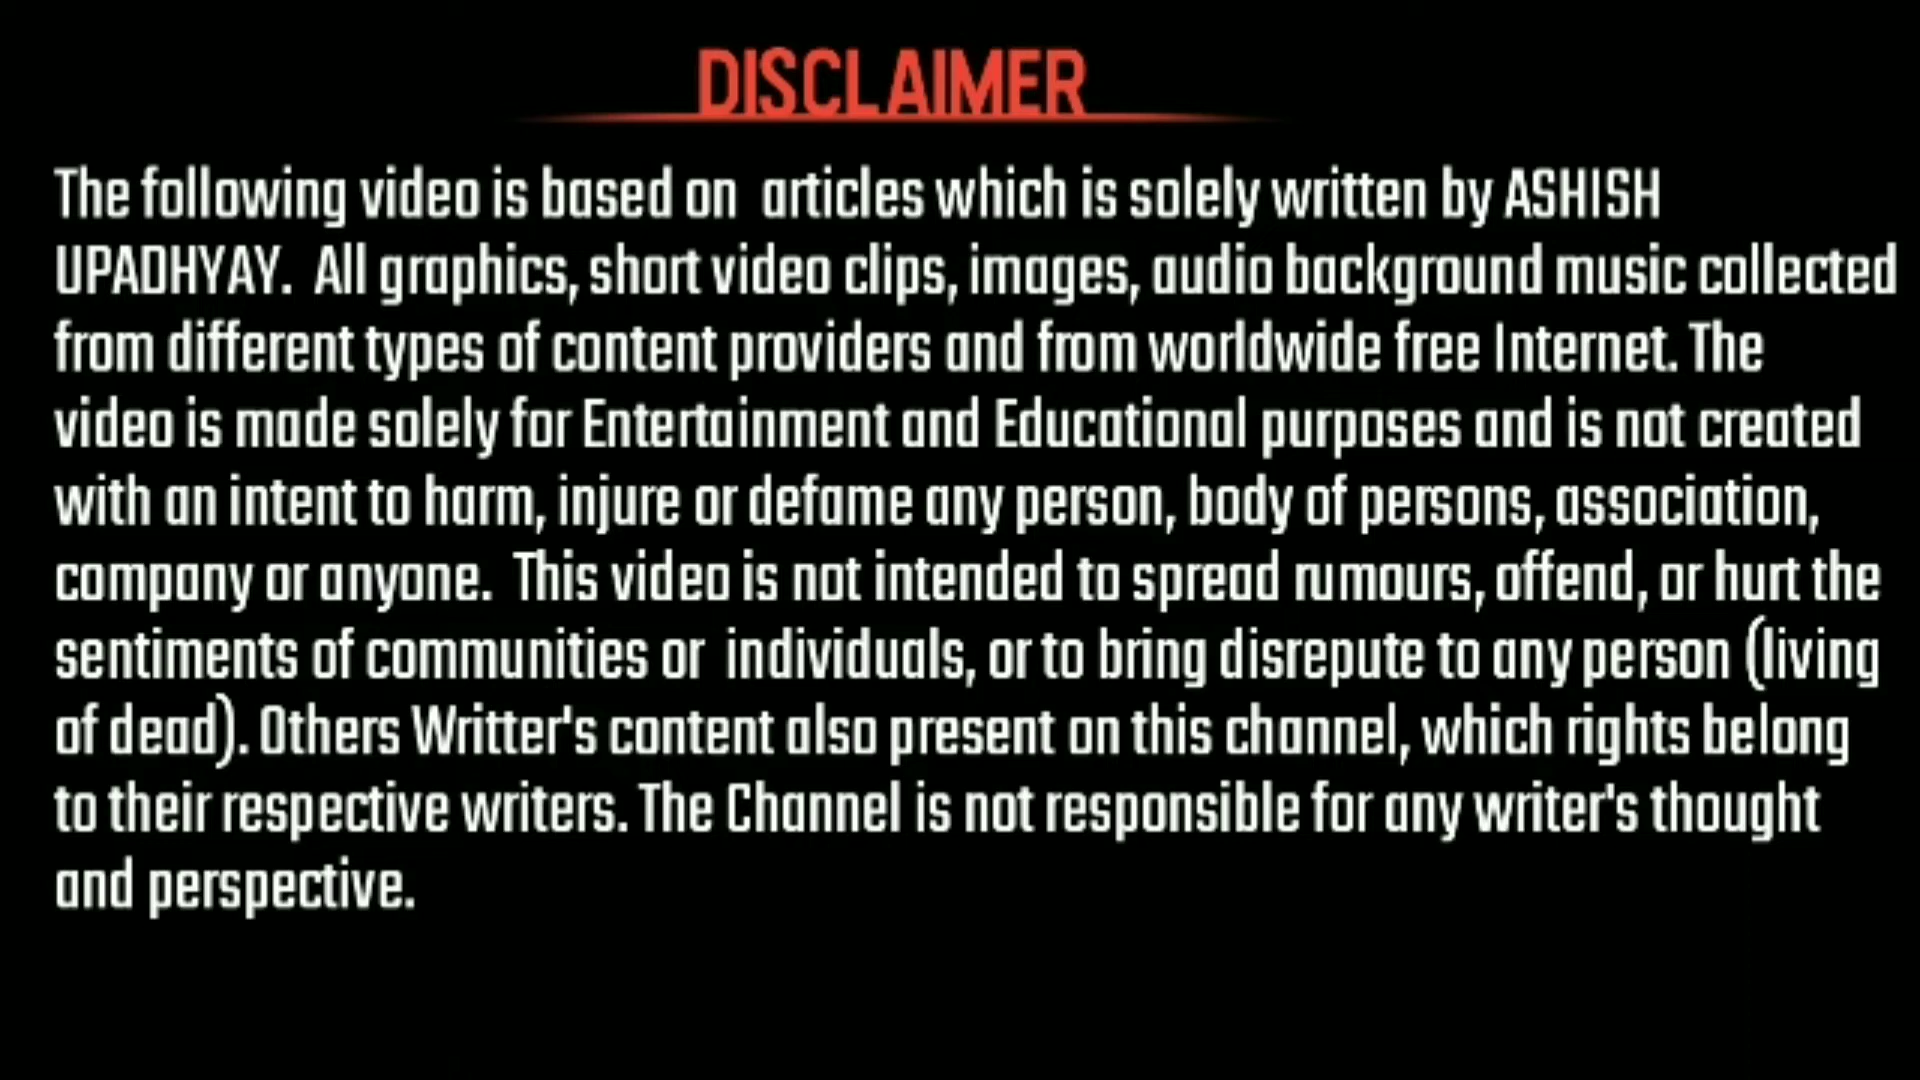 DISCLAIMER
The following video is based on articles which is solely written by ASHISH
UPADHYAY. All graphics, short video clips, images, audio background music collected
from different types of content providers and from worldwide free Internet. The
video is made solely for Entertainment and Educational purposes and is not created
with an intent to harm, injure or defame any person, body of persons, association,
company or anyone. This video is not intended to spread rumours, offend, or hurt the
sentiments of communities or individuals, or to bring disrepute to any person (living
of dead). Others Writter's content also present on this channel, which rights belong
to their respective writers. The Channel is not responsible for any writer's thought
and perspective.